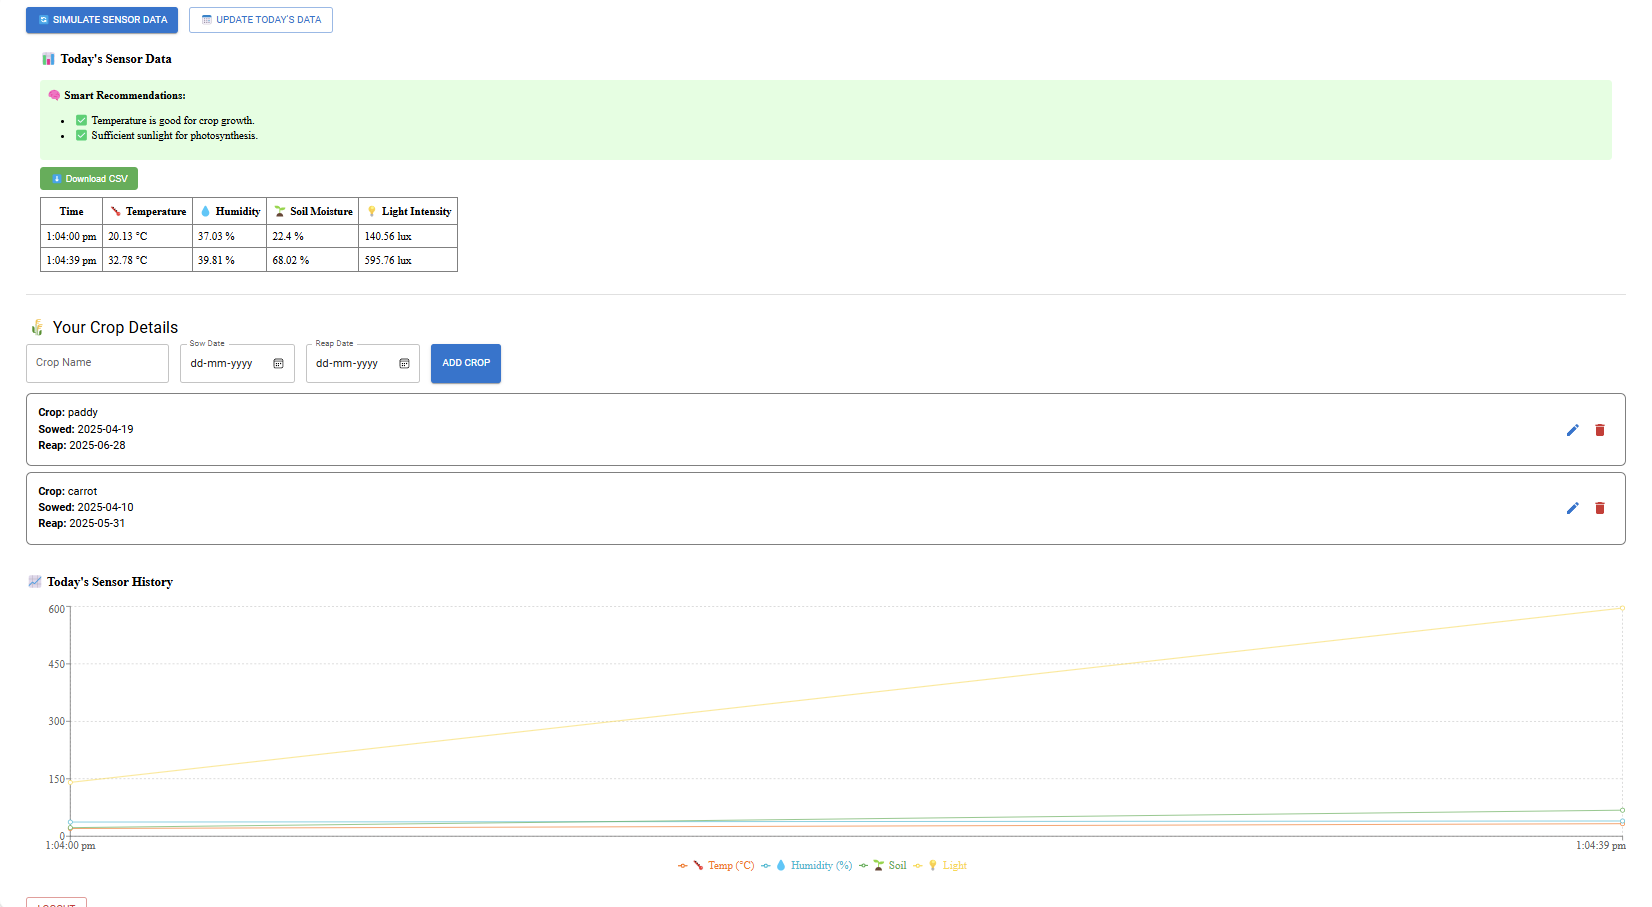 SIMULATE SENSOR DATA UPDATE TODAY'S DATA
Today's Sensor Data
Smart Recommendations:
Temperature is good for crop growth.
Sufficient sunlight for photosynthesis.
Download CSV
Time Temperature Humidity Soil Moisture Light Intensity
1:04:00 pm 20.13 °C 37.03 % 22.4 % 140.56 lux
1:04:39 pm 32.78 °C 39.81 % 68.02 % 595.76 lux
Your Crop Details
Sow Date Reap Date
Crop Name dd-mm-yyyy dd-mm-yyyy ADD CROP
Crop: paddy
Sowed: 2025-04-19
Reap: 2025-06-28
Crop: carrot
Sowed: 2025-04-10
Reap: 2025-05-31
Today's Sensor History
600
450
300
150
0
1:04:00 pm 1:04:39 pm
Temp (°C) Humidity (%) Soil Light
LOGOUT